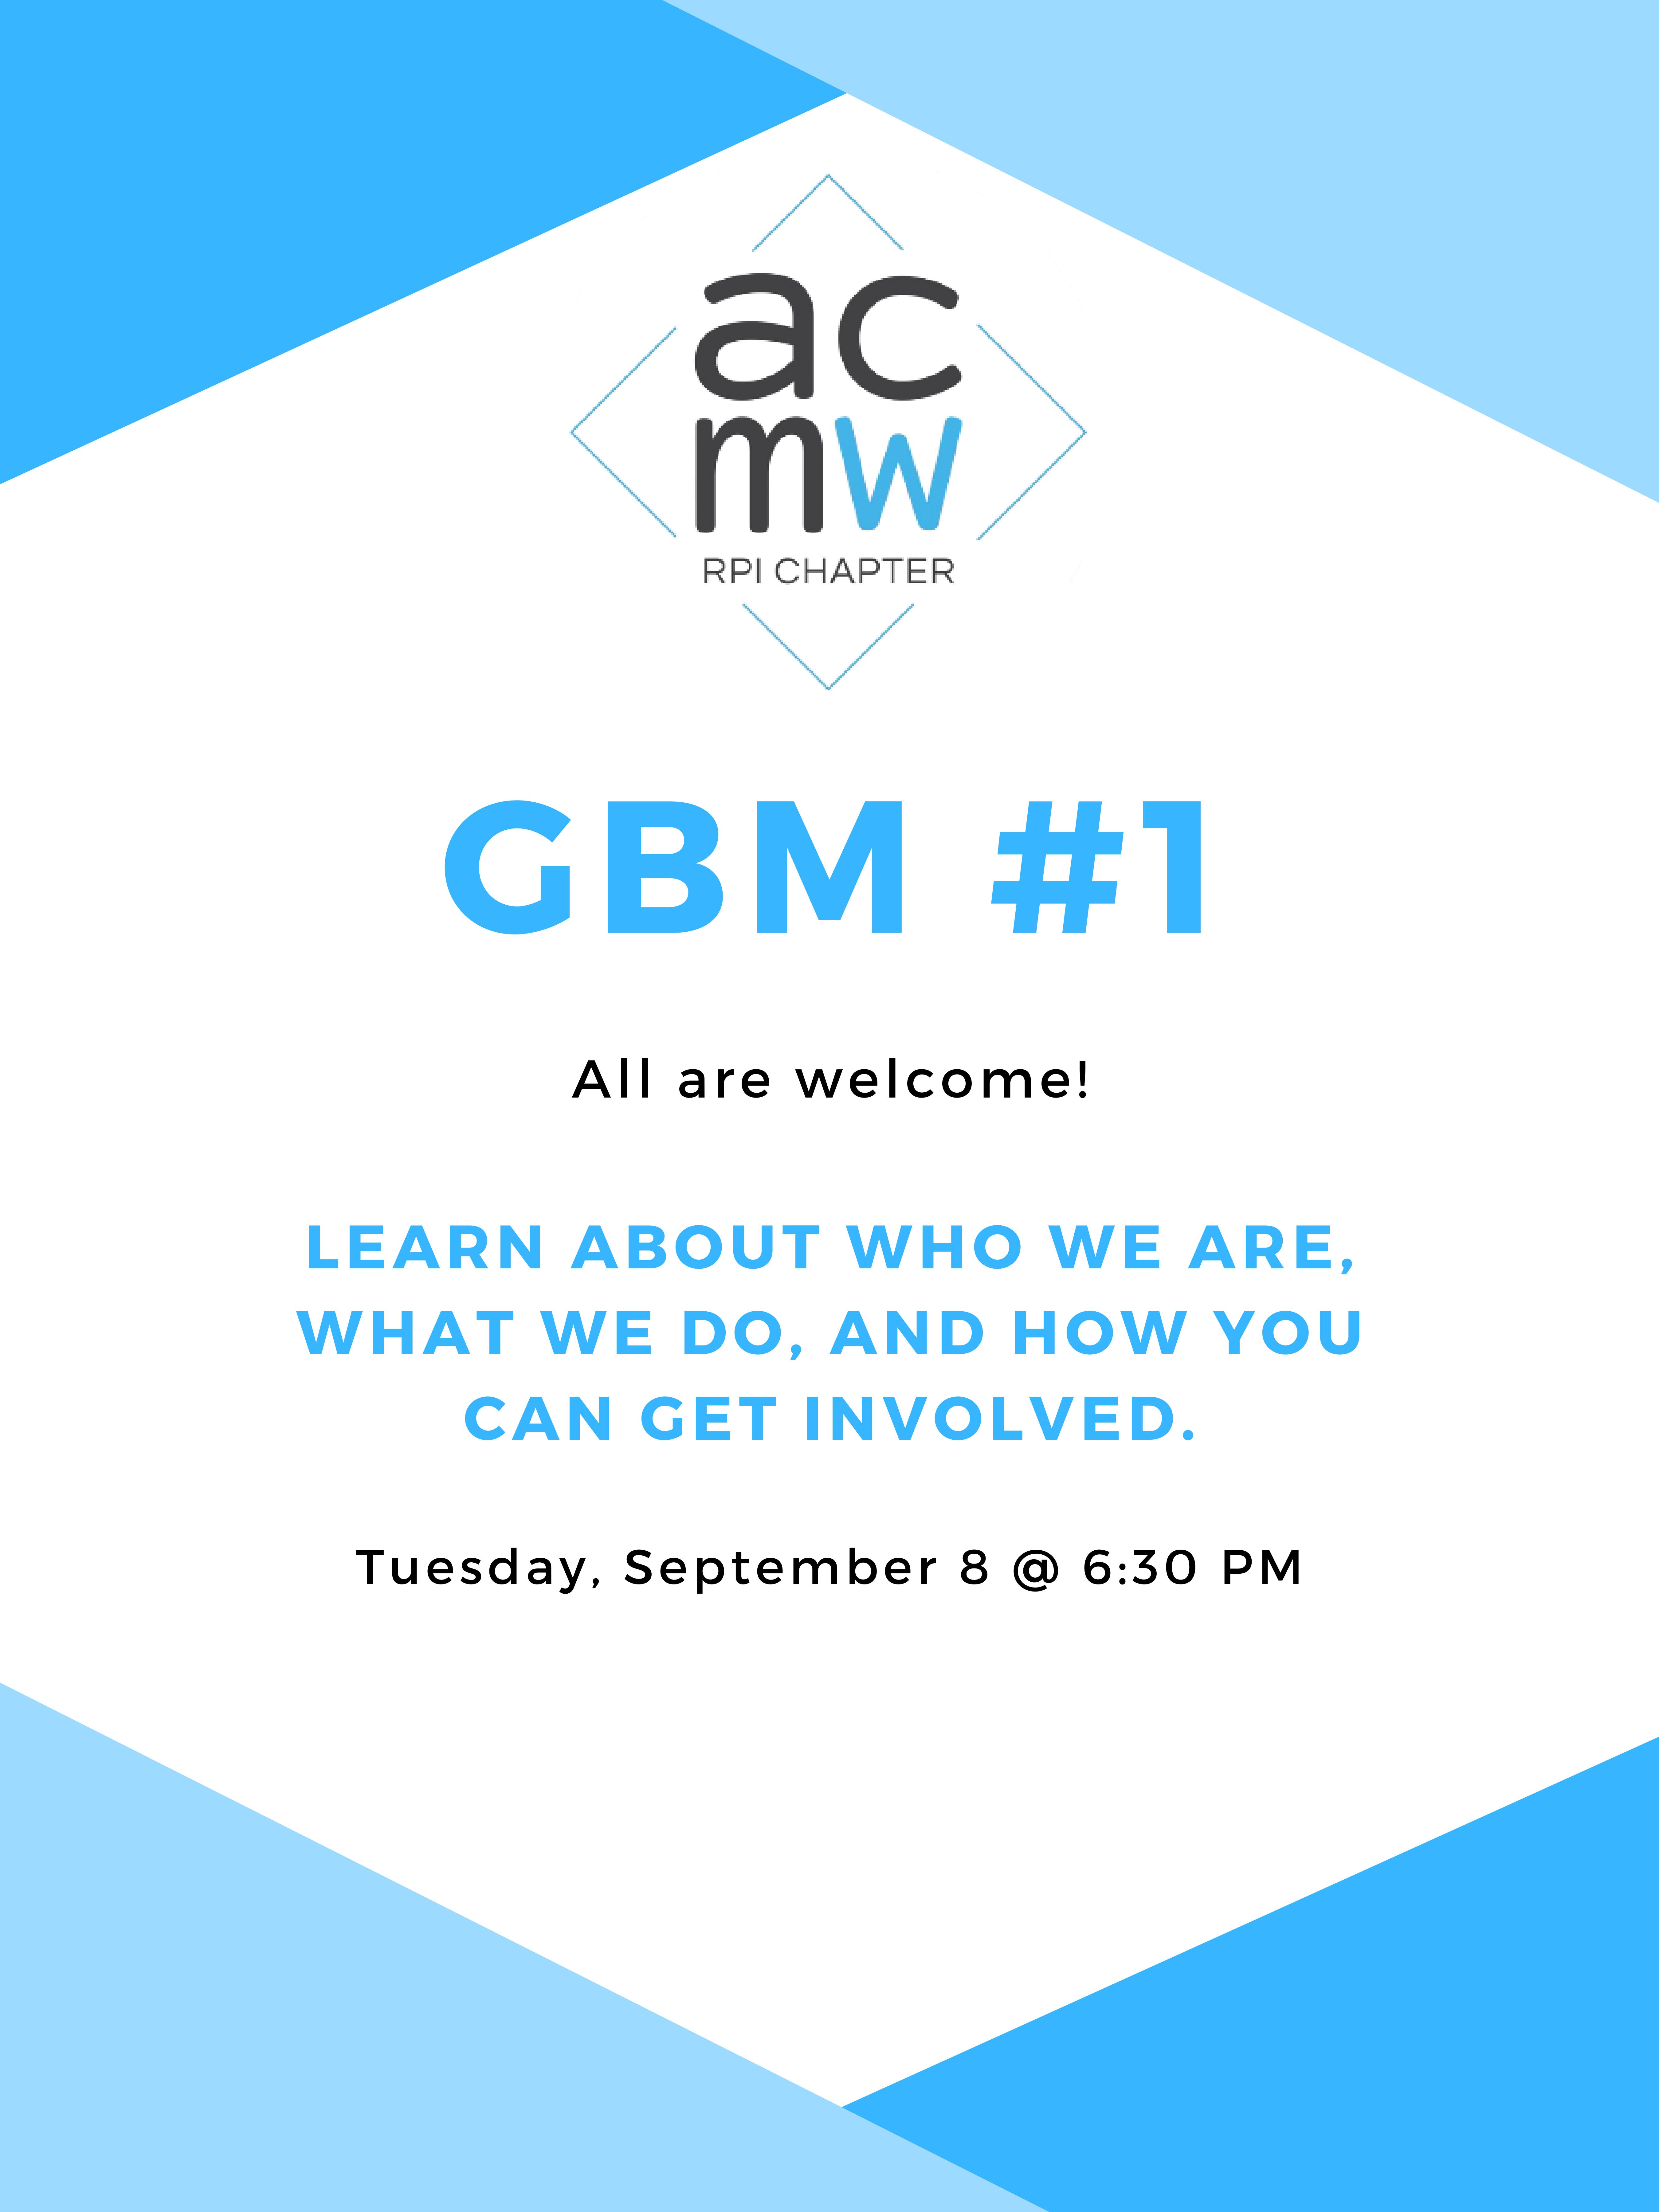 ac
mw
RPI CHAPTER
GBM #1
All are welcome!
LEARN ABOUT WHO WE ARE,
WHAT WE DO, AND HOW YOU
CAN GET INVOLVED.
Tuesday, September 8 @ 6:30 PM